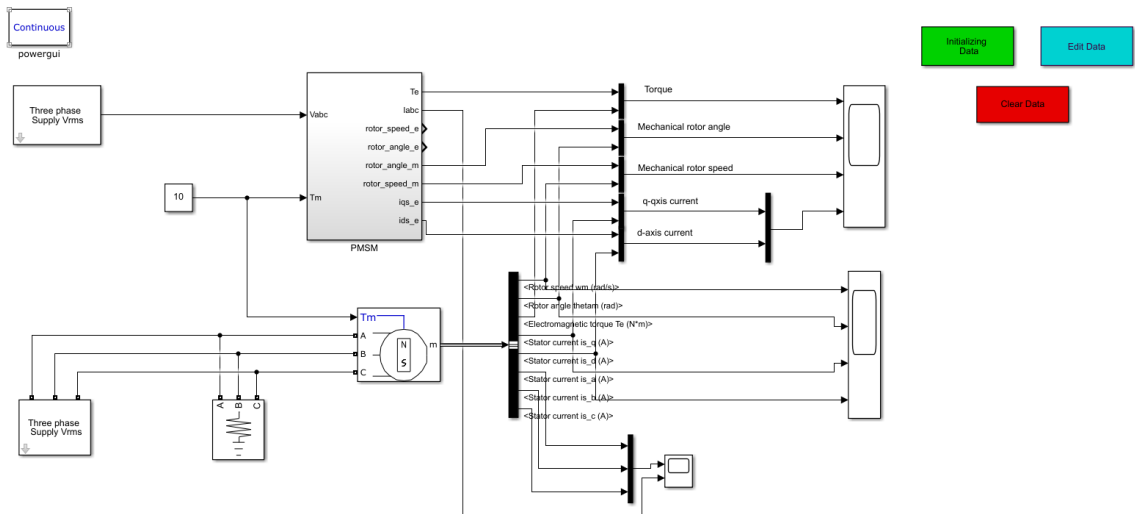 Continuous
powergui
Initializing
Data
Edit Data
Clear Data
Three phase
Supply Vrms
Vabc
Tm
Te
Iabc
rotor_speed_e
rotor_angle_e
rotor_angle_m
rotor_speed_m
iqs_e
ids_e
PMSM
10
Torque
Mechanical rotor angle
Mechanical rotor speed
q-qxis current
d-axis current
<Rotor speed wm (rad/s)>
<Rotor angle thetam (rad)>
<Electromagnetic torque Te (N*m)>
<Stator current is_q (A)>
<Stator current is_d (A)>
<Stator current is_a (A)>
<Stator current is_b (A)>
<Stator current is_c (A)>
Tm
A
B
C
N
S
m
Three phase
Supply Vrms
A
B
C